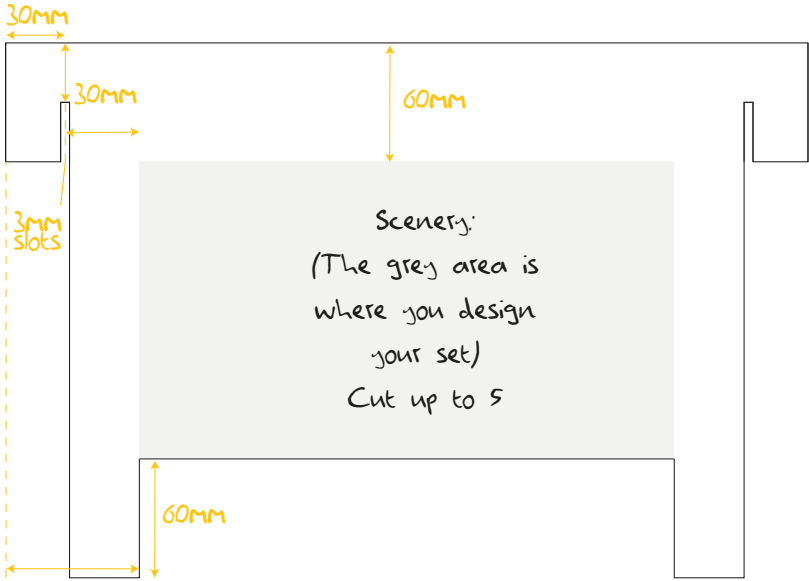 30mm
30mm
60mm
3mm
slots
Scenery:
(The grey area is
where you design
your set)
Cut up to 5
60mm